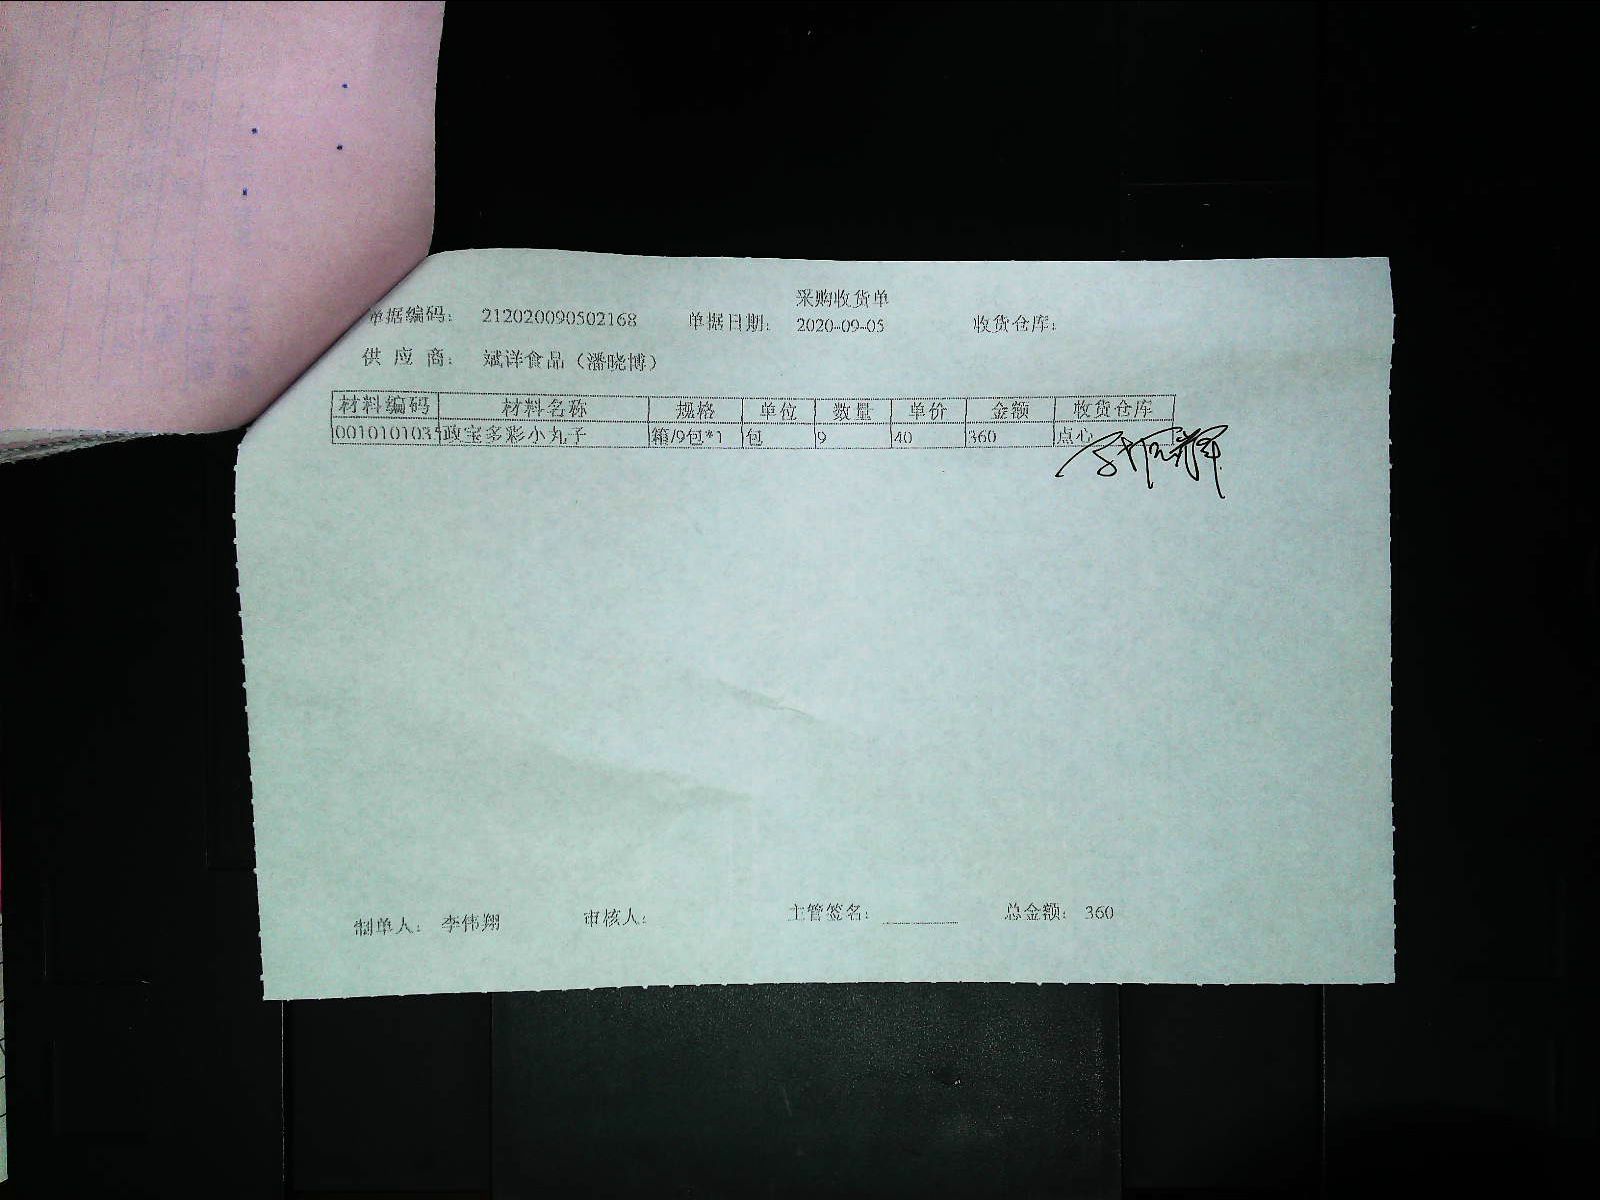 采购收货单
单据编码： 212020090502168 单据日期： 2020-09-05 收货仓库：
供 应 商： 斌洋食品（潘晓博）
材料编码 材料名称 规格 单位 数量 单价 金额 收货仓库
0010101035 政宝多彩小丸子 箱/9包*1 包 9 40 360 点心
制单人： 李伟翔 审核人： 主管签名： 总金额： 360